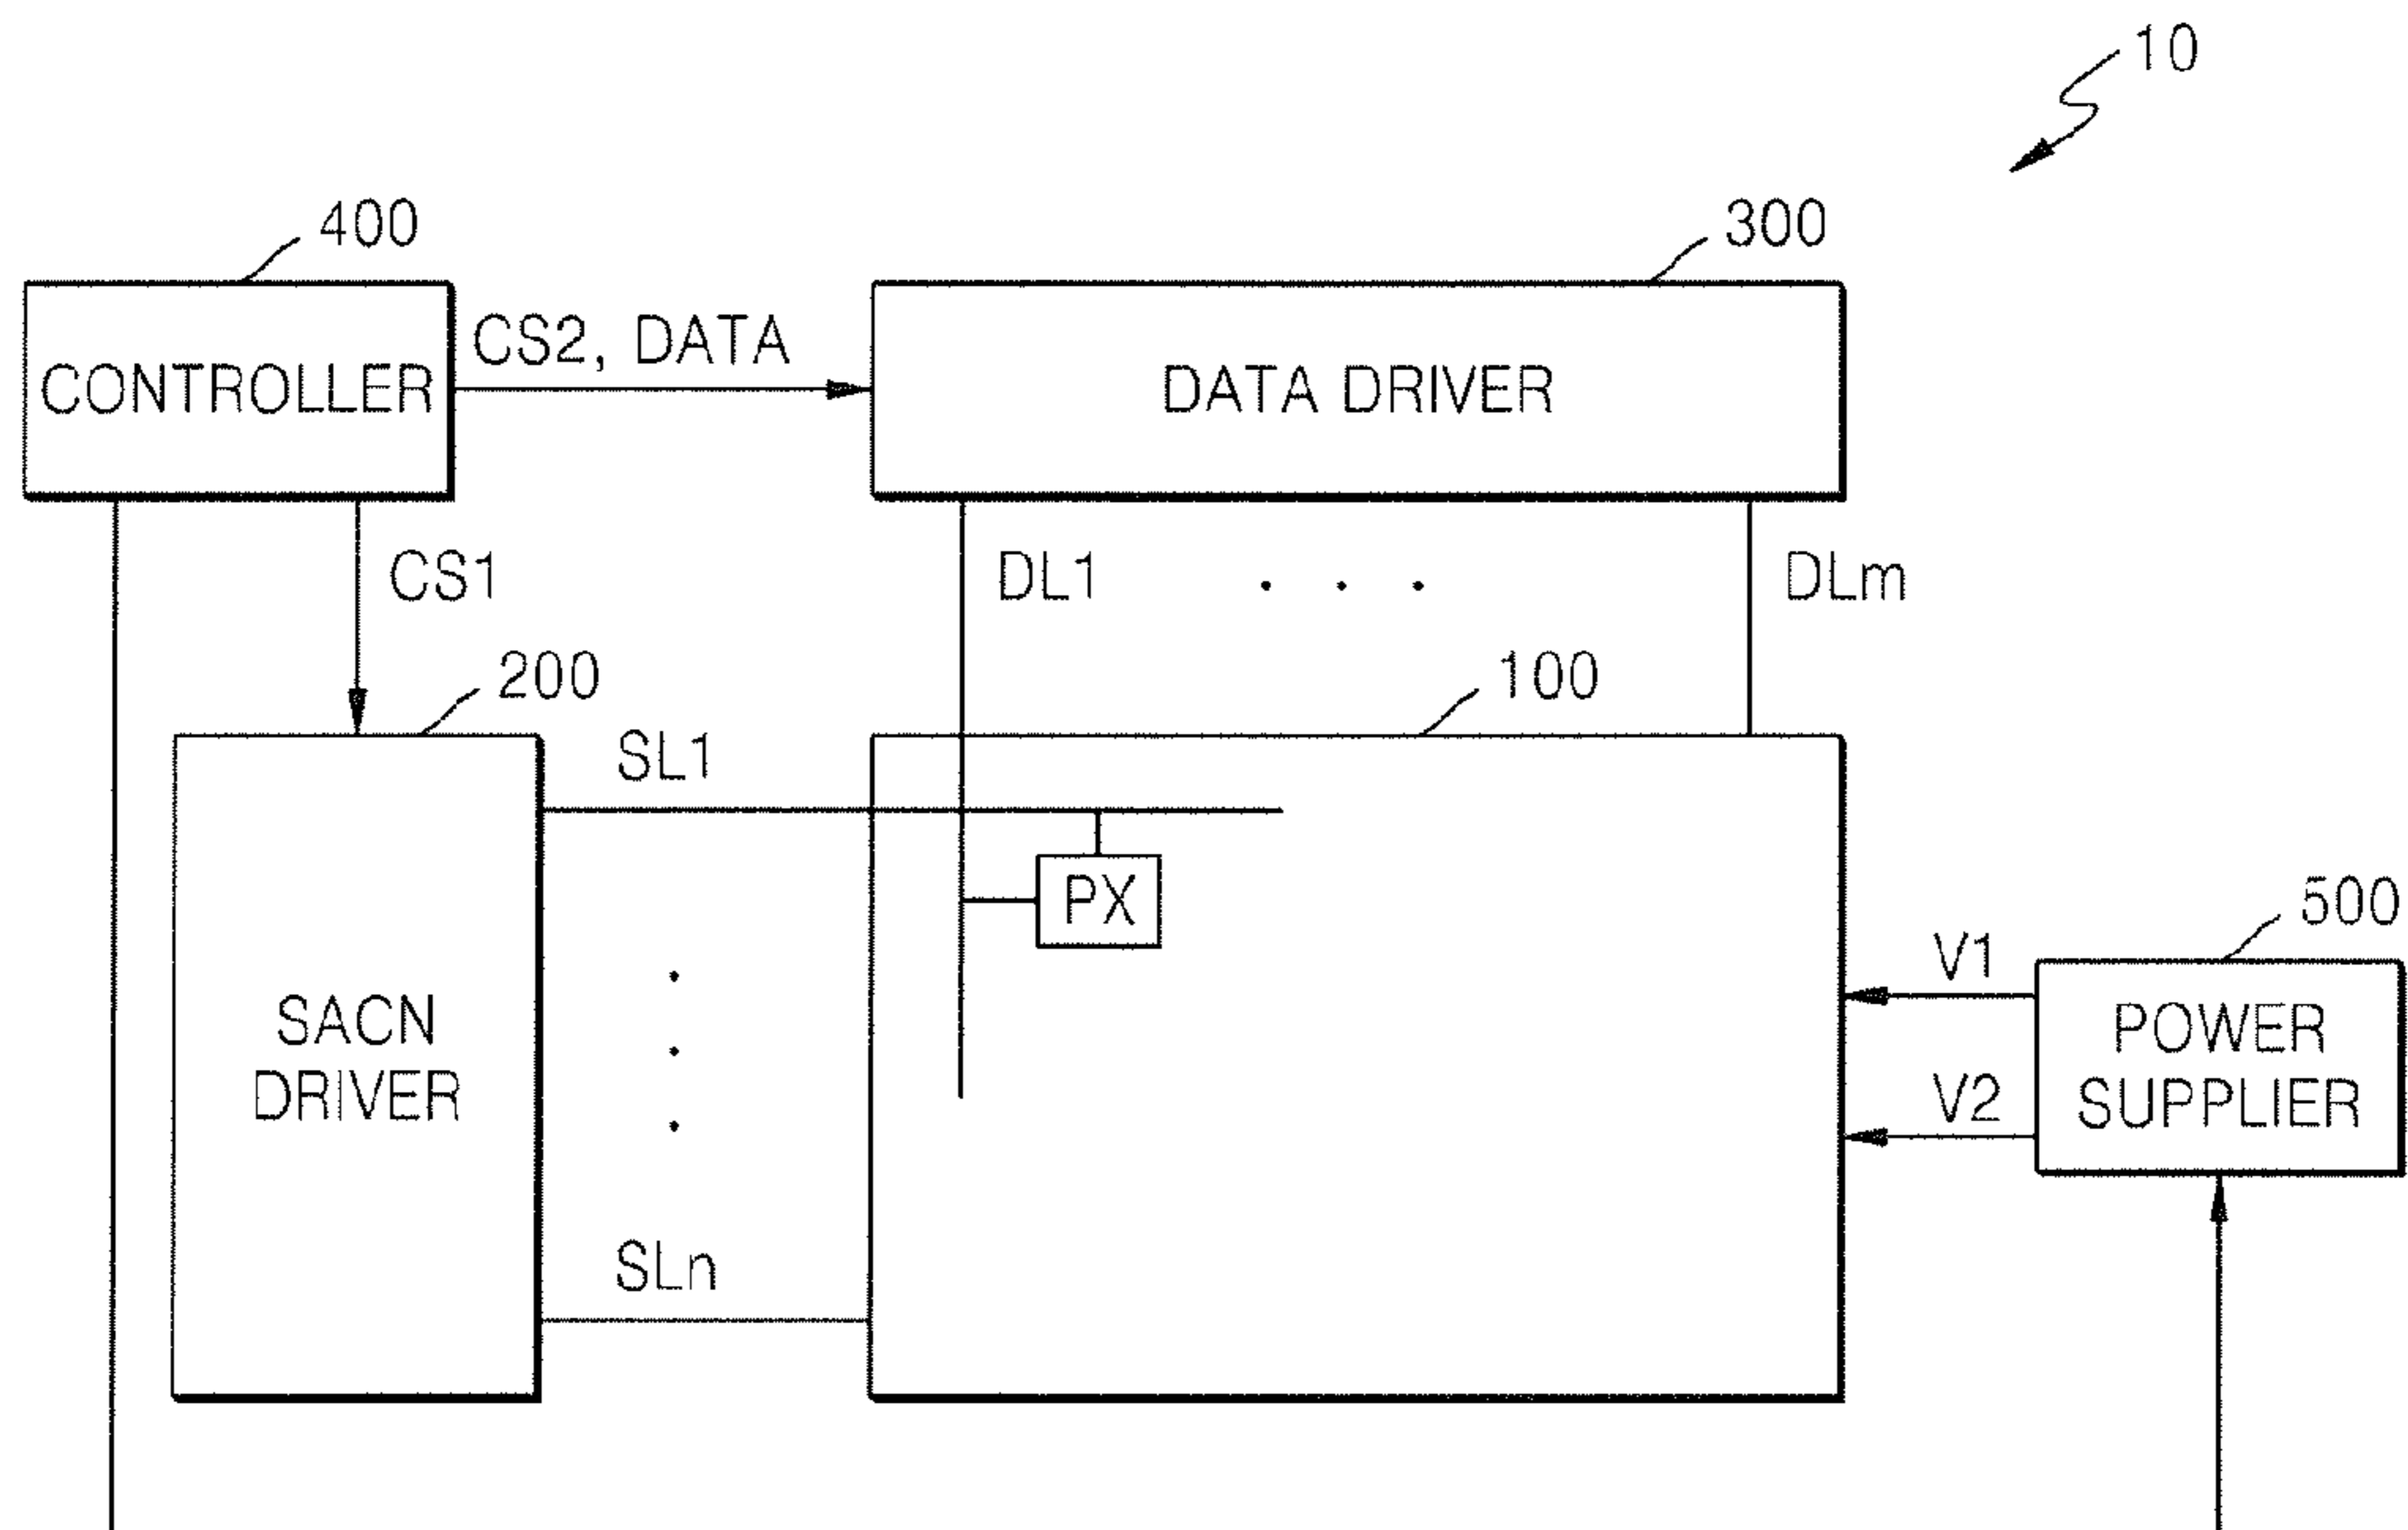 10
400
300
CONTROLLER
CS2, DATA
DATA DRIVER
CS1
DL1
. . .
DLm
200
100
SL1
PX
SACN
DRIVER
.
.
.
SLn
500
V1
V2
POWER
SUPPLIER